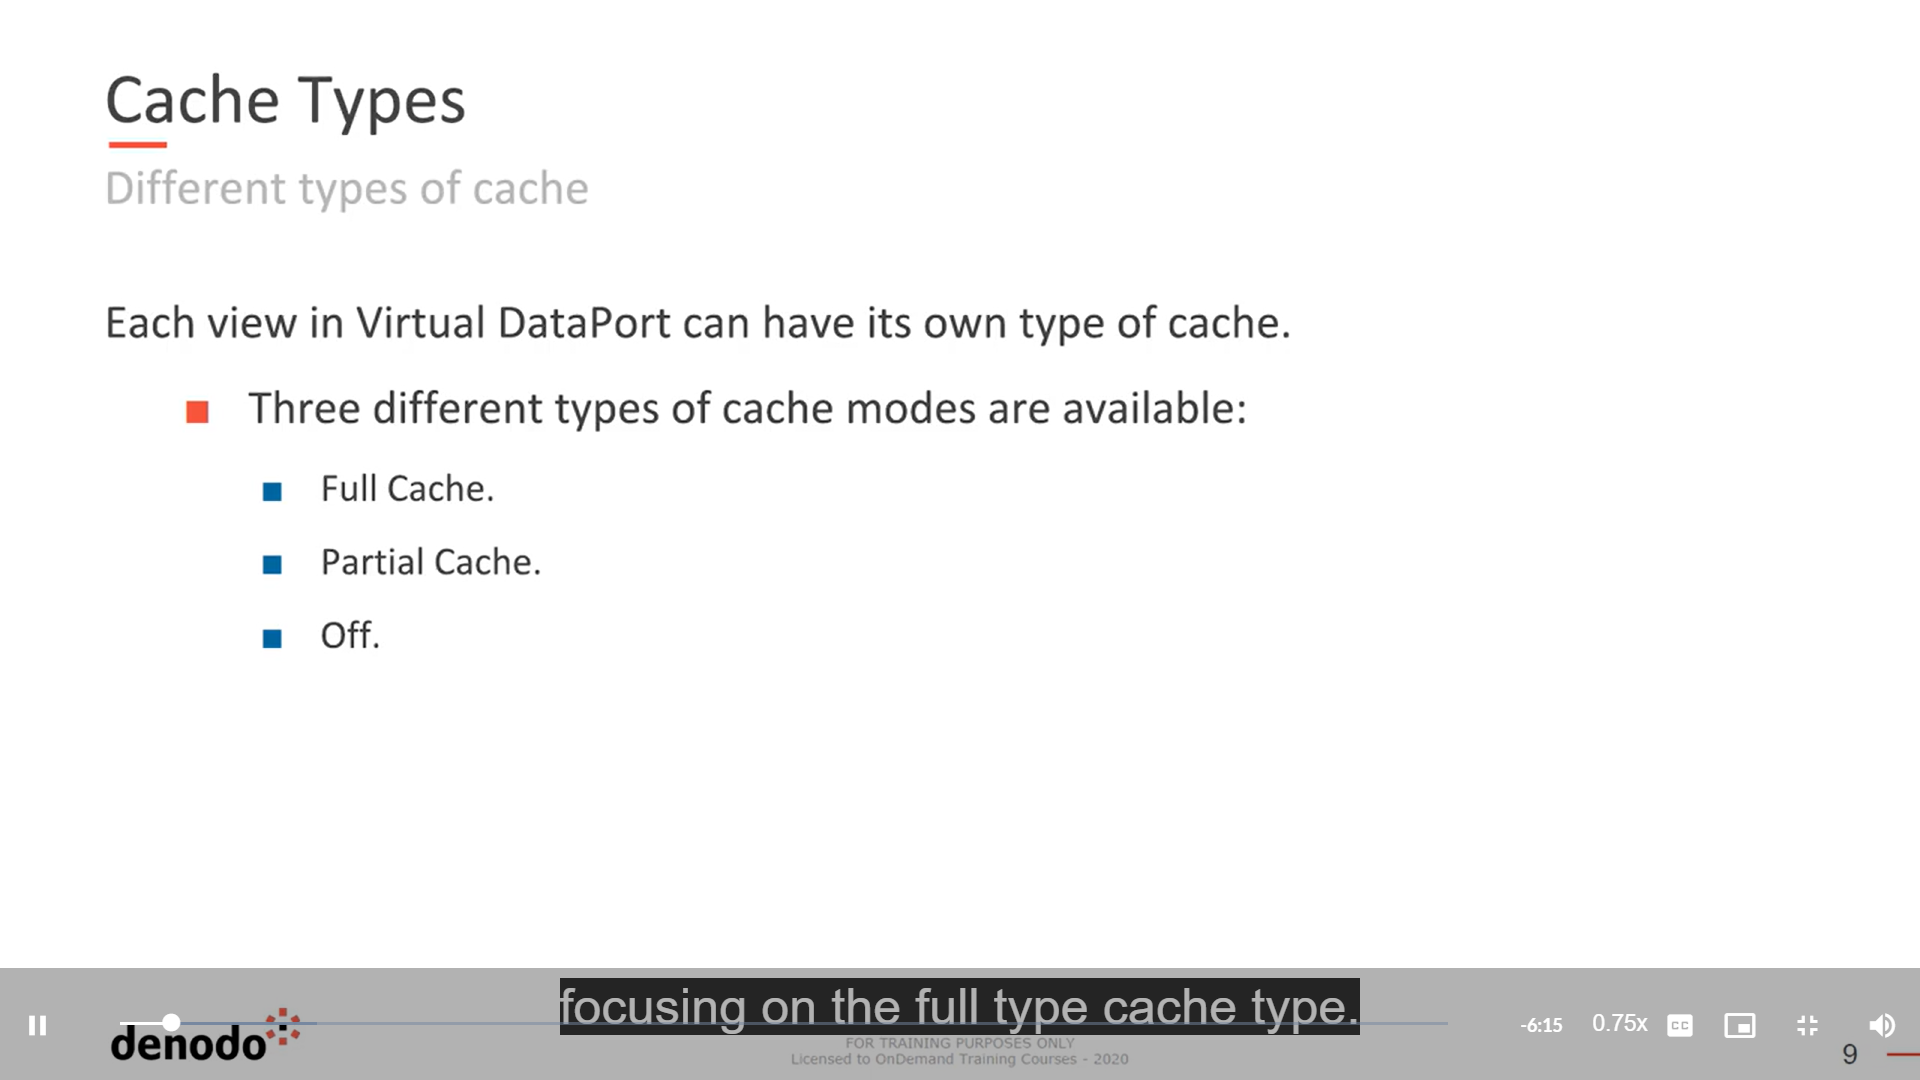 Cache Types
Different types of cache
Each view in Virtual DataPort can have its own type of cache.
Three different types of cache modes are available:
Full Cache.
Partial Cache.
Off.
focusing on the full type cache type.
-6:15
0.75x
CC
denodo
FOR TRAINING PURPOSES ONLY
Licensed to OnDemand Training Courses - 2020
9